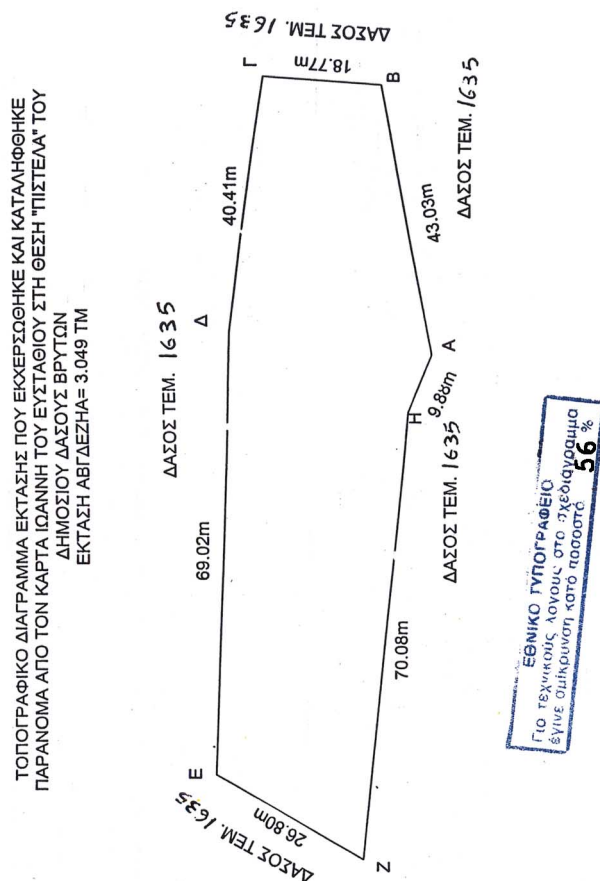 ΤΟΠΟΓΡΑΦΙΚΟ ΔΙΑΓΡΑΜΜΑ ΕΚΤΑΣΗΣ ΠΟΥ ΕΚΧΕΡΣΩΘΗΚΕ ΚΑΙ ΚΑΤΑΛΗΦΘΗΚΕ
ΠΑΡΑΝΟΜΑ ΑΠΟ ΤΟΝ ΚΑΡΤΑ ΙΩΑΝΝΗ ΤΟΥ ΕΥΣΤΑΘΙΟΥ ΣΤΗ ΘΕΣΗ "ΠΙΣΤΕΛΑ" ΤΟΥ
ΔΗΜΟΣΙΟΥ ΔΑΣΟΥΣ ΒΡΥΤΩΝ
ΕΚΤΑΣΗ ΑΒΓΔΕΖΗΑ= 3.049 ΤΜ
ΔΑΣΟΣ ΤΕΜ. 1635
Ε
69.02m
Δ
40.41m
Γ
18.77m
ΔΑΣΟΣ ΤΕΜ. 1635
Β
ΔΑΣΟΣ ΤΕΜ. 1635
26.80m
Ζ
70.08m
Η
9.88m
Α
43.03m
ΔΑΣΟΣ ΤΕΜ. 1635
ΔΑΣΟΣ ΤΕΜ. 1635
ΕΘΝΙΚΟ ΤΥΠΟΓΡΑΦΕΙΟ
Για τεχνικούς λόγους στο σχεδιάγραμμα
έγινε σμίκρυνση κατά ποσοστό 56 %